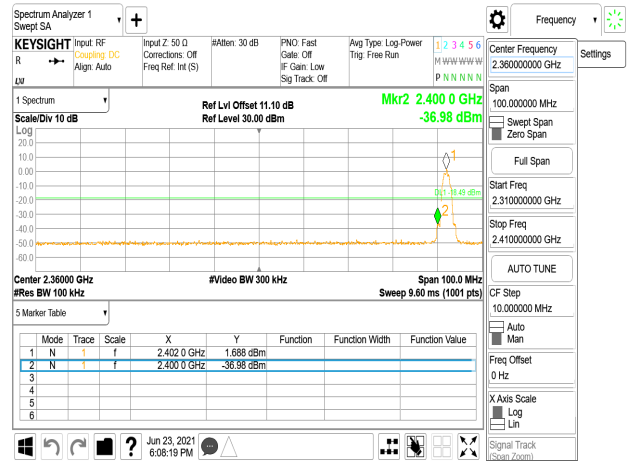 Spectrum Analyzer 1
Swept SA
Frequency
KEYSIGHT
R
Input: RF
Coupling: DC
Align: Auto
Input Z: 50 Ω
Corrections: Off
Freq Ref: Int (S)
#Atten: 30 dB
PNO: Fast
Gate: Off
IF Gain: Low
Sig Track: Off
Avg Type: Log-Power
Trig: Free Run
1 2 3 4 5 6
M W W W W W
P N N N N N
1 Spectrum
Scale/Div 10 dB
Ref Lvl Offset 11.10 dB
Ref Level 30.00 dBm
Mkr2 2.400 0 GHz
-36.98 dBm
Log
20.0
10.0
0.00
-10.0
-20.0
-30.0
-40.0
-50.0
-60.0
1
DL1 -18.49 dBm
2
Center 2.36000 GHz
#Res BW 100 kHz
#Video BW 300 kHz
Span 100.0 MHz
Sweep 9.60 ms (1001 pts)
5 Marker Table
Mode Trace Scale X Y Function Function Width Function Value
1 N 1 f 2.402 0 GHz 1.688 dBm
2 N 1 f 2.400 0 GHz -36.98 dBm
3
4
5
6
Jun 23, 2021
6:08:19 PM
Center Frequency
2.360000000 GHz
Settings
Span
100.000000 MHz
Swept Span
Zero Span
Full Span
Start Freq
2.310000000 GHz
Stop Freq
2.410000000 GHz
AUTO TUNE
CF Step
10.000000 MHz
Auto
Man
Freq Offset
0 Hz
X Axis Scale
Log
Lin
Signal Track
(Span Zoom)